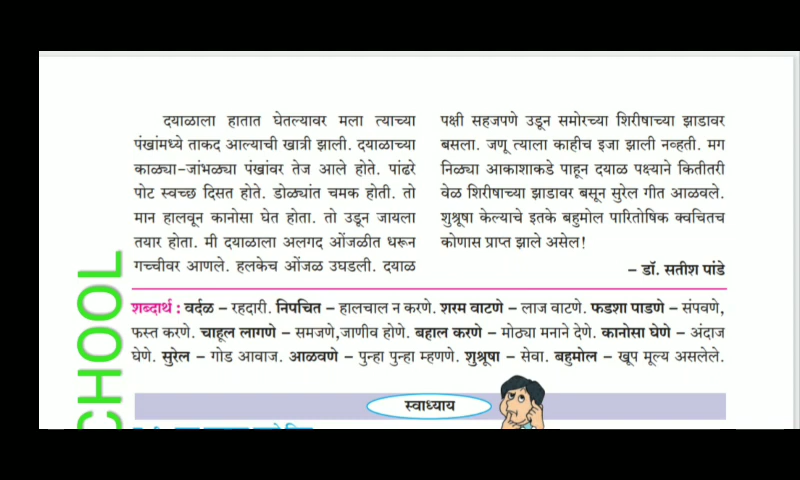 दयाळाला हातात घेतल्यावर मला त्याच्या
पंखांमध्ये ताकद आल्याची खात्री झाली. दयाळाच्या
काळ्या-जांभळ्या पंखांवर तेज आले होते. पांढरे
पोट स्वच्छ दिसत होते. डोळ्यांत चमक होती. तो
मान हालवून कानोसा घेत होता. तो उडून जायला
तयार होता. मी दयाळाला अलगद ओंजळीत धरून
गच्चीवर आणले. हलकेच ओंजळ उघडली. दयाळ
पक्षी सहजपणे उडून समोरच्या शिरीषाच्या झाडावर
बसला. जणू त्याला काहीच इजा झाली नव्हती. मग
निळ्या आकाशाकडे पाहून दयाळ पक्ष्याने कितीतरी
वेळ शिरीषाच्या झाडावर बसून सुरेल गीत आळवले.
शुश्रूषा केल्याचे इतके बहुमोल पारितोषिक क्वचितच
कोणास प्राप्त झाले असेल!
– डॉ. सतीश पांडे
शब्दार्थ : वर्दळ – रहदारी. निपचित – हालचाल न करणे. शरम वाटणे – लाज वाटणे. फडशा पाडणे – संपवणे,
फस्त करणे. चाहूल लागणे – समजणे,जाणीव होणे. बहाल करणे – मोठ्या मनाने देणे. कानोसा घेणे – अंदाज
घेणे. सुरेल – गोड आवाज. आळवणे – पुन्हा पुन्हा म्हणणे. शुश्रूषा – सेवा. बहुमोल – खूप मूल्य असलेले.
स्वाध्याय
CHOOL